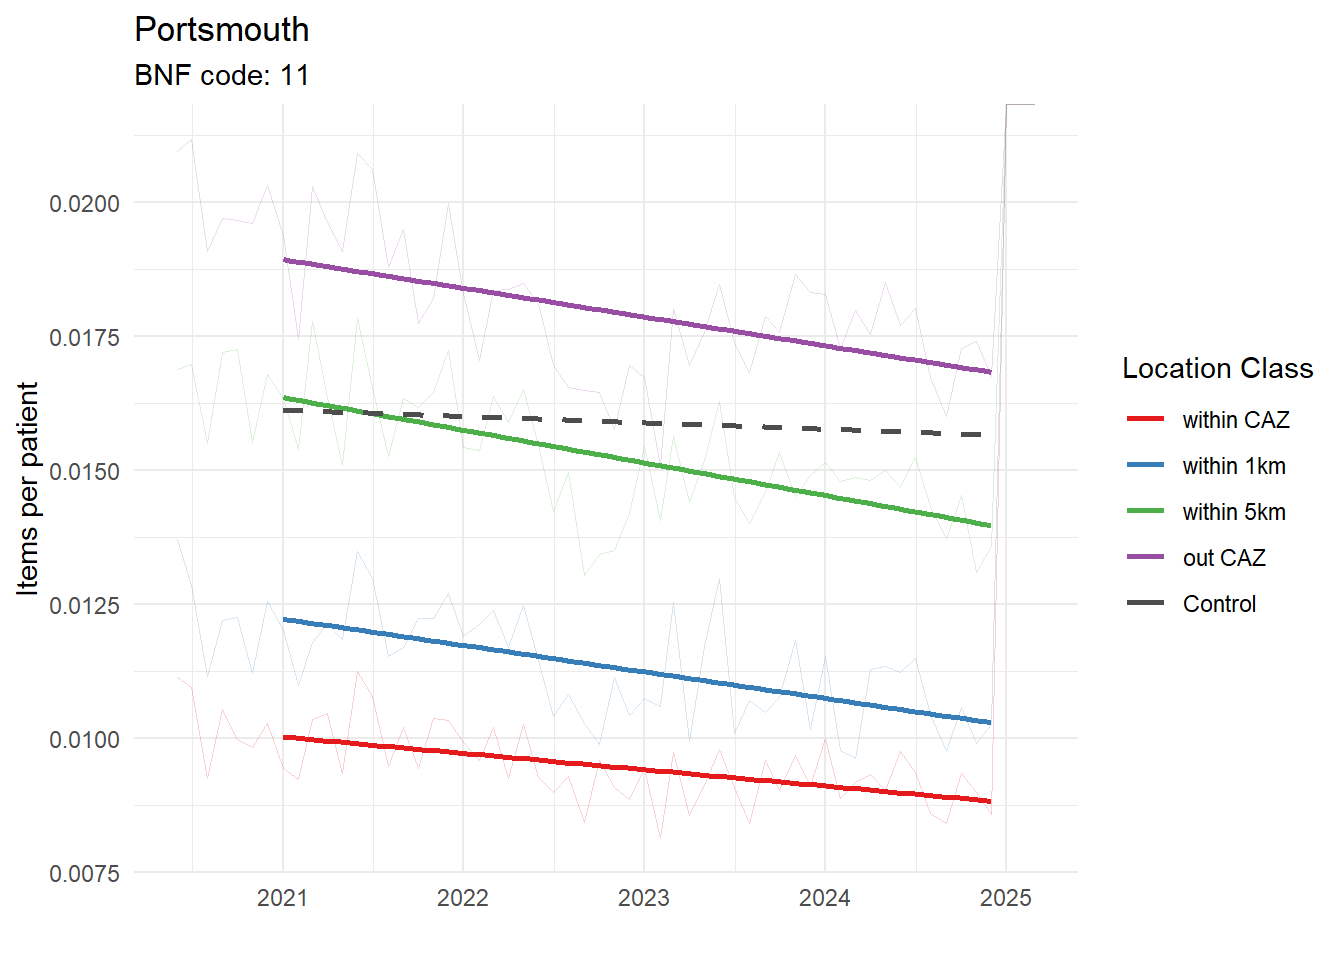 Portsmouth
BNF code: 11
Items per patient
0.0200
0.0175
0.0150
0.0125
0.0100
0.0075
2021
2022
2023
2024
2025
Location Class
within CAZ
within 1km
within 5km
out CAZ
Control